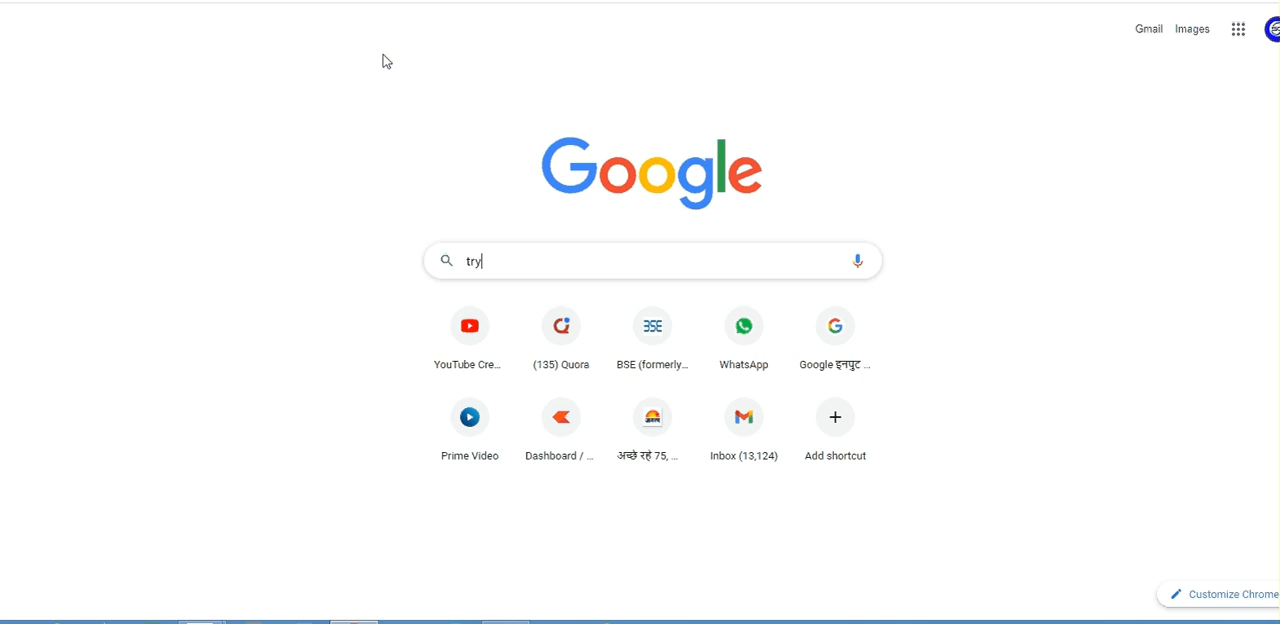 Gmail Images
Google
try
YouTube Cre...
(135) Quora
BSE (formerly...
WhatsApp
Google इनपुट ...
Prime Video
Dashboard / ...
अच्छे रहे 75, ...
Inbox (13,124)
Add shortcut
Customize Chrome